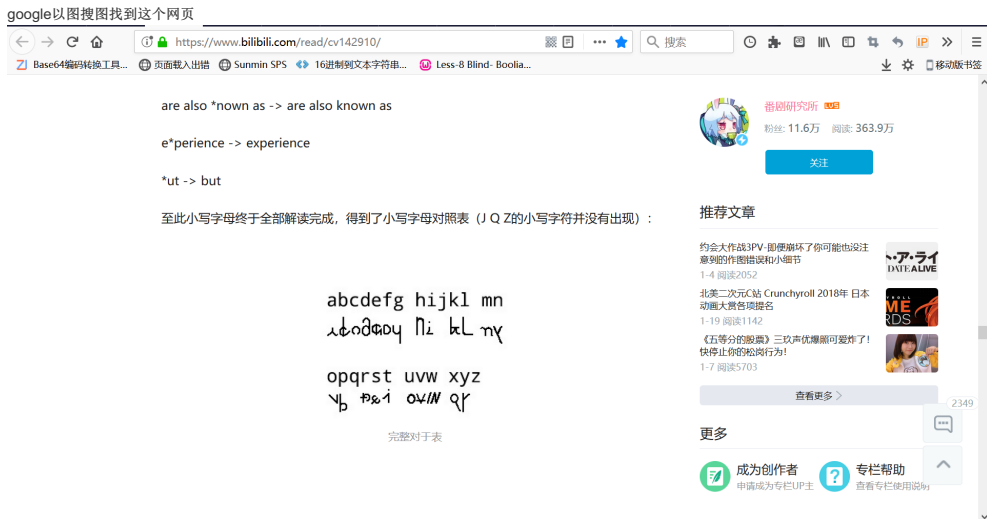 google以图搜图找到这个网页
https://www.bilibili.com/read/cv142910/
搜索
Base64编码转换工具... 页面载入出错 Sunmin SPS 16进制到文本字符串... Less-8 Blind- Boolia... 移动版书签
are also *nown as -> are also known as
e*perience -> experience
*ut -> but
至此小写字母终于全部解读完成，得到了小写字母对照表（J Q Z的小写字符并没有出现）：
abcdefg hijkl mn
opqrst uvw xyz
完整对于表
番剧研究所 LV5
粉丝: 11.6万 阅读: 363.9万
关注
推荐文章
约会大作战3PV-即便崩坏了你可能也没注
意到的作图错误和小细节
1-4 阅读2052
ト・ア・ライ
DATE A LIVE
北美二次元C站 Crunchyroll 2018年 日本
动画大赏各项提名
1-19 阅读1142
《五等分的股票》三玖声优爆照可爱炸了！
快停止你的松岗行为！
1-7 阅读5703
查看更多
2349
更多
成为创作者
申请成为专栏UP主
专栏帮助
查看专栏使用说明